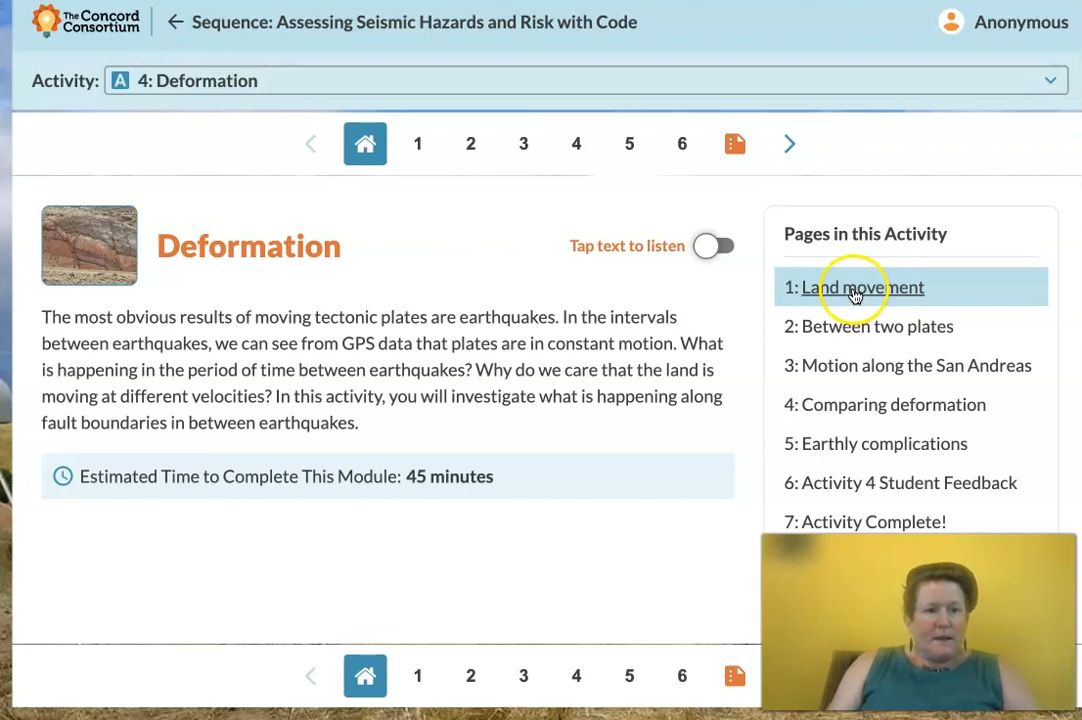 The Concord
Consortium
Sequence: Assessing Seismic Hazards and Risk with Code
Anonymous
Activity: A 4: Deformation
1 2 3 4 5 6
Deformation
Tap text to listen
The most obvious results of moving tectonic plates are earthquakes. In the intervals
between earthquakes, we can see from GPS data that plates are in constant motion. What
is happening in the period of time between earthquakes? Why do we care that the land is
moving at different velocities? In this activity, you will investigate what is happening along
fault boundaries in between earthquakes.
Estimated Time to Complete This Module: 45 minutes
Pages in this Activity
1: Land movement
2: Between two plates
3: Motion along the San Andreas
4: Comparing deformation
5: Earthly complications
6: Activity 4 Student Feedback
7: Activity Complete!
1 2 3 4 5 6